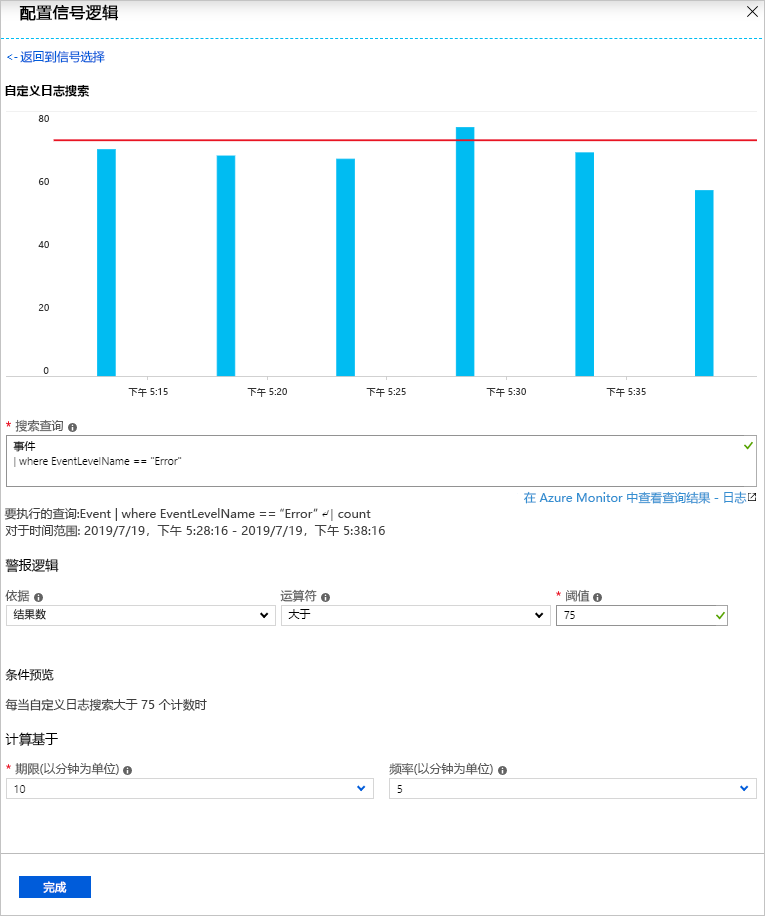 配置信号逻辑
<- 返回到信号选择
自定义日志搜索
80
60
40
20
0
下午 5:15 下午 5:20 下午 5:25 下午 5:30 下午 5:35
* 搜索查询
事件
| where EventLevelName == "Error"
在 Azure Monitor 中查看查询结果 - 日志
要执行的查询:Event | where EventLevelName == "Error" ⤶| count
对于时间范围: 2019/7/19，下午 5:28:16 - 2019/7/19，下午 5:38:16
警报逻辑
依据 运算符 * 阈值
结果数 大于 75
条件预览
每当自定义日志搜索大于 75 个计数时
计算基于
* 期限(以分钟为单位) 频率(以分钟为单位)
10 5
完成